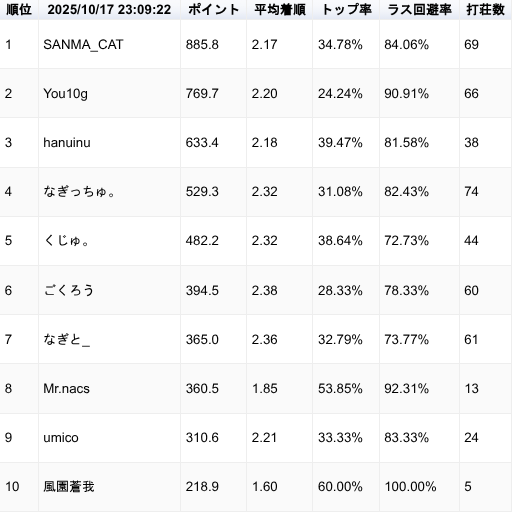 順位 2025/10/17 23:09:22 ポイント 平均着順 トップ率 ラス回避率 打荘数
1 SANMA_CAT 885.8 2.17 34.78% 84.06% 69
2 You10g 769.7 2.20 24.24% 90.91% 66
3 hanuinu 633.4 2.18 39.47% 81.58% 38
4 なぎっちゅ。 529.3 2.32 31.08% 82.43% 74
5 くじゅ。 482.2 2.32 38.64% 72.73% 44
6 ごくろう 394.5 2.38 28.33% 78.33% 60
7 なぎと_ 365.0 2.36 32.79% 73.77% 61
8 Mr.nacs 360.5 1.85 53.85% 92.31% 13
9 umico 310.6 2.21 33.33% 83.33% 24
10 風園蒼我 218.9 1.60 60.00% 100.00% 5